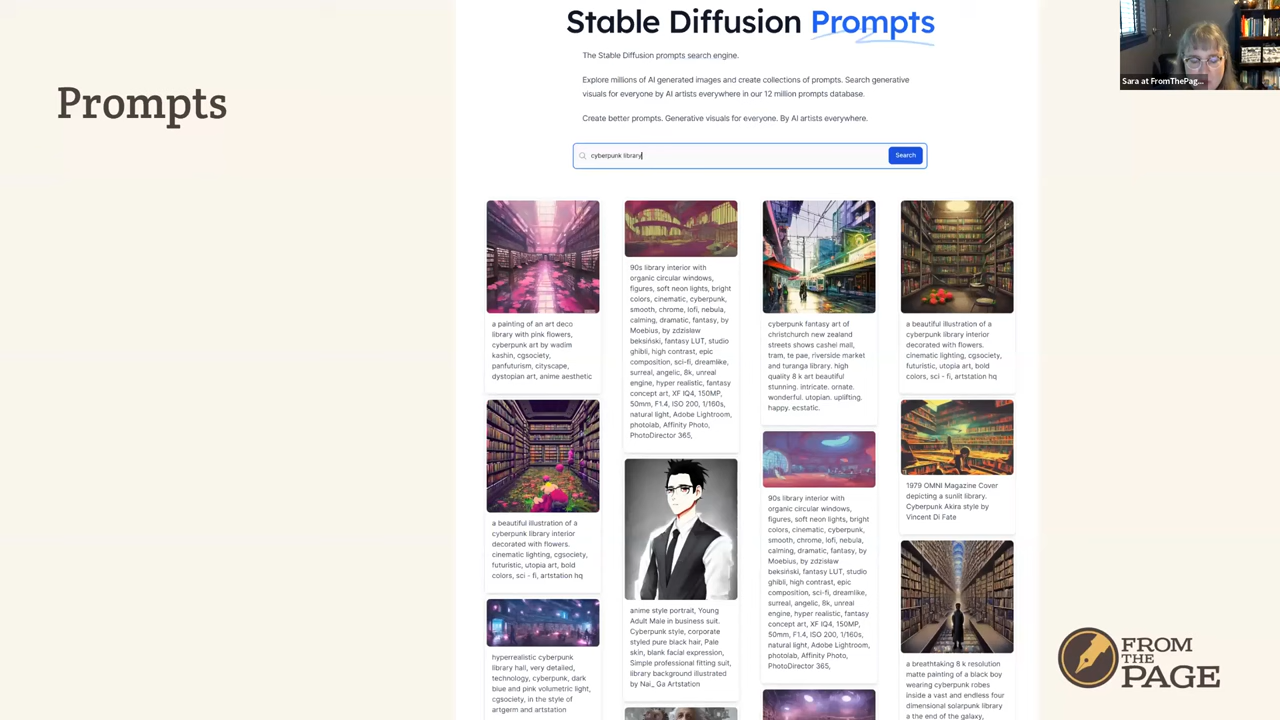 Prompts
Stable Diffusion Prompts
The Stable Diffusion prompts search engine.
Explore millions of AI generated images and create collections of prompts. Search generative
visuals for everyone by AI artists everywhere in our 12 million prompts database.
Create better prompts. Generative visuals for everyone. By AI artists everywhere.
cyberpunk library
Search
a painting of an art deco
library with pink flowers,
cyberpunk art by wadim
kashin, cgsociety,
panfuturism, cityscape,
dystopian art, anime aesthetic
a beautiful illustration of a
cyberpunk library interior
decorated with flowers.
cinematic lighting, cgsociety,
futuristic, utopia art, bold
colors, sci - fi, artstation hq
hyperrealistic cyberpunk
library hall, very detailed,
technology, cyberpunk, dark
blue and pink volumetric light,
cgsociety, in the style of
artgerm and artstation
90s library interior with
organic circular windows,
figures, soft neon lights, bright
colors, cinematic, cyberpunk,
smooth, chrome, lofi, nebula,
calming, dramatic, fantasy, by
Moebius, by zdzislaw
beksiński, fantasy LUT, studio
ghibli, high contrast, epic
composition, sci-fi, dreamlike,
surreal, angelic, 8k, unreal
engine, hyper realistic, fantasy
concept art, XF IQ4, 150MP,
50mm, F1.4, ISO 200, 1/160s,
natural light, Adobe Lightroom,
photolab, Affinity Photo,
PhotoDirector 365,
anime style portrait, Young
Adult Male in business suit.
Cyberpunk style, corporate
styled pure black hair, Pale
skin, blank facial expression,
Simple professional fitting suit,
library background illustrated
by Nai_ Ga Artstation
cyberpunk fantasy art of
christchurch new zealand
streets shows cashel mall,
tram, te pae, riverside market
and turanga library. high
quality 8 k art beautiful
stunning. intricate. ornate.
wonderful. utopian. uplifting.
happy. ecstatic.
90s library interior with
organic circular windows,
figures, soft neon lights, bright
colors, cinematic, cyberpunk,
smooth, chrome, lofi, nebula,
calming, dramatic, fantasy, by
Moebius, by zdzislaw
beksiński, fantasy LUT, studio
ghibli, high contrast, epic
composition, sci-fi, dreamlike,
surreal, angelic, 8k, unreal
engine, hyper realistic, fantasy
concept art, XF IQ4, 150MP,
50mm, F1.4, ISO 200, 1/160s,
natural light, Adobe Lightroom,
photolab, Affinity Photo,
PhotoDirector 365,
a beautiful illustration of a
cyberpunk library interior
decorated with flowers.
cinematic lighting, cgsociety,
futuristic, utopia art, bold
colors, sci - fi, artstation hq
1979 OMNI Magazine Cover
depicting a sunlit library.
Cyberpunk Akira style by
Vincent Di Fate
a breathtaking 8 k resolution
matte painting of a black boy
wearing cyberpunk robes
inside a vast and endless four
dimensional solarpunk library
a the end of the galaxy,
Sara at FromThePag...
FROM
THE
PAGE